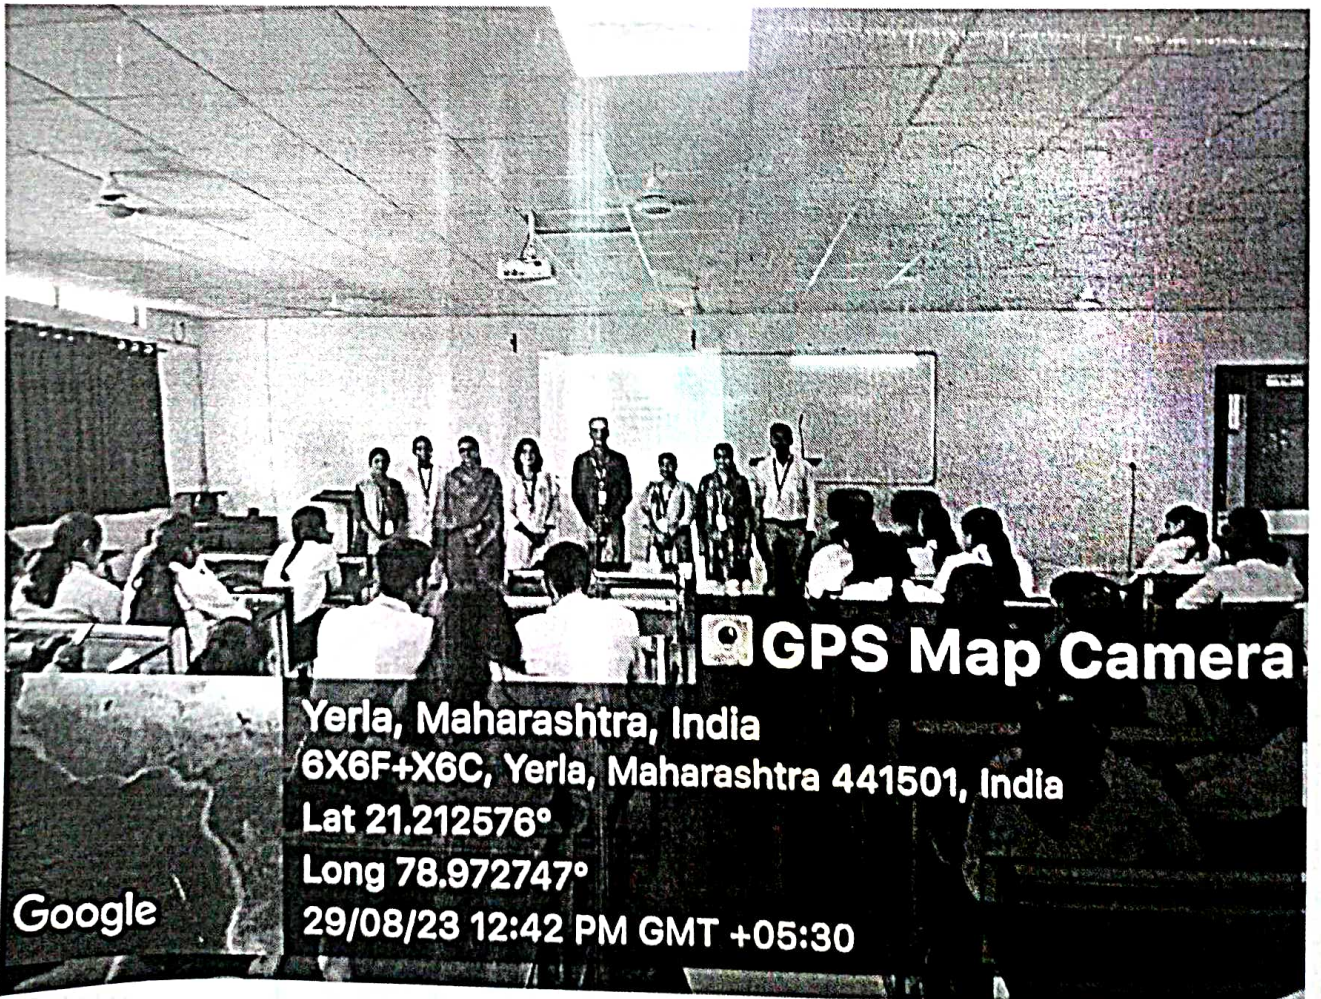 GPS Map Camera
Yerla, Maharashtra, India
6X6F+X6C, Yerla, Maharashtra 441501, India
Lat 21.212576°
Long 78.972747°
29/08/23 12:42 PM GMT +05:30
Google